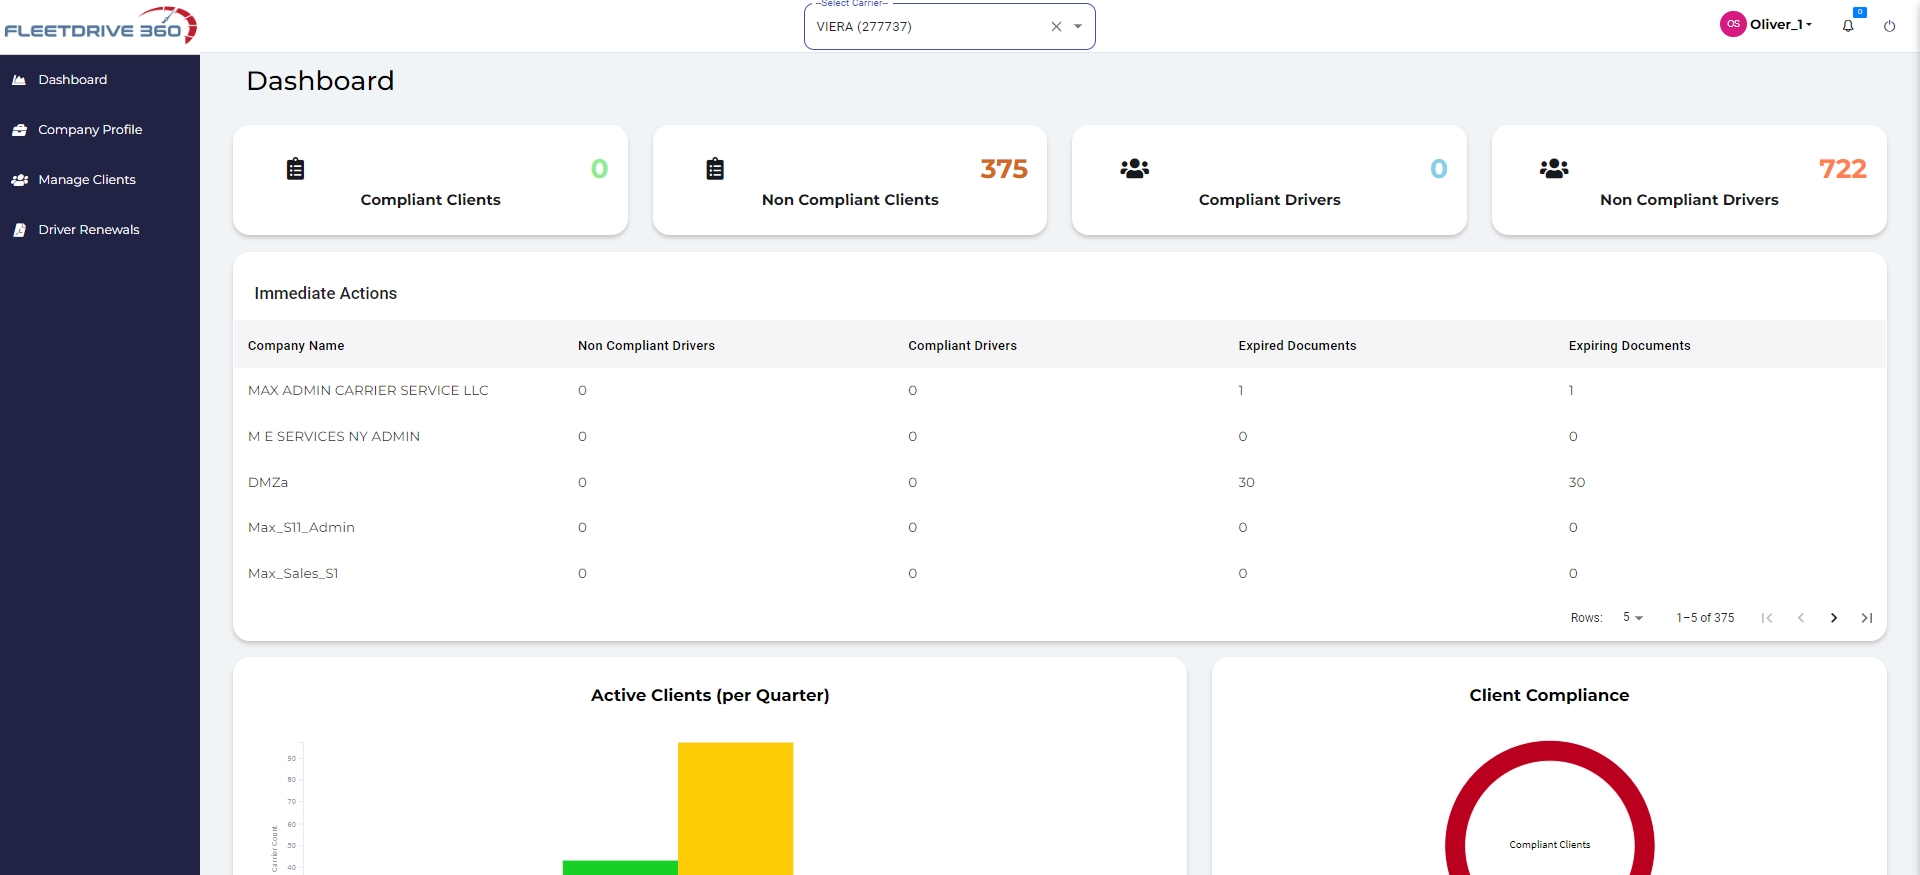 FLEETDRIVE 360
--Select Carrier--
VIERA (277737)
OS Oliver_1
0
Dashboard
Company Profile
Manage Clients
Driver Renewals
Dashboard
0
Compliant Clients
375
Non Compliant Clients
0
Compliant Drivers
722
Non Compliant Drivers
Immediate Actions
Company Name Non Compliant Drivers Compliant Drivers Expired Documents Expiring Documents
MAX ADMIN CARRIER SERVICE LLC 0 0 1 1
M E SERVICES NY ADMIN 0 0 0 0
DMZa 0 0 30 30
Max_S11_Admin 0 0 0 0
Max_Sales_S1 0 0 0 0
Rows: 5 1–5 of 375
Active Clients (per Quarter)
90
80
70
60
50
40
Carrier Count
Client Compliance
Compliant Clients